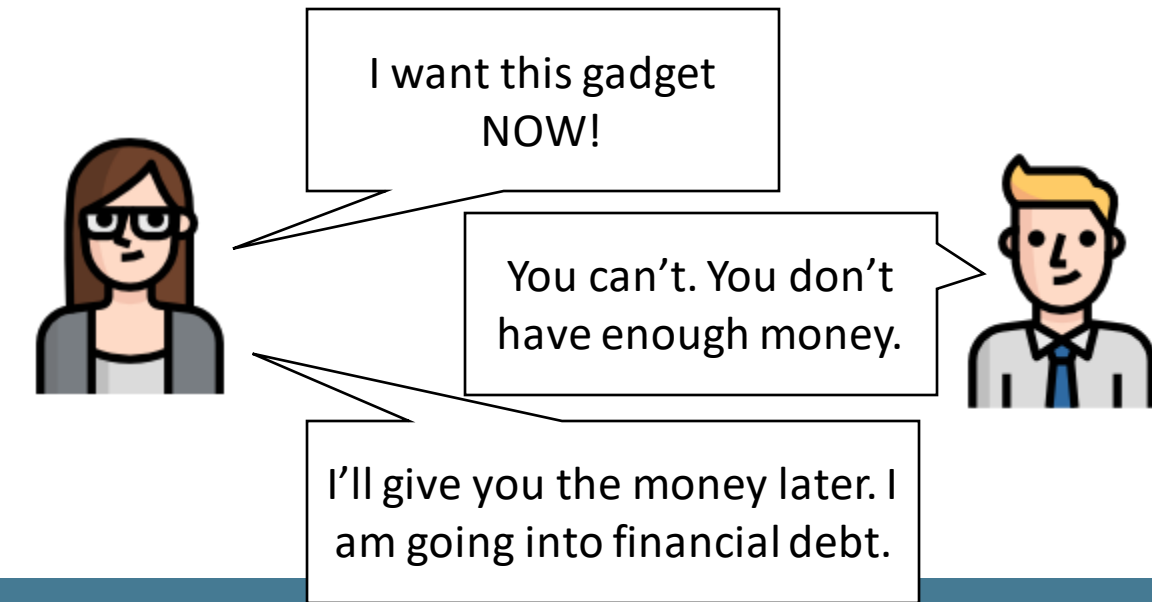 I want this gadget
NOW!
You can’t. You don’t
have enough money.
I’ll give you the money later. I
am going into financial debt.